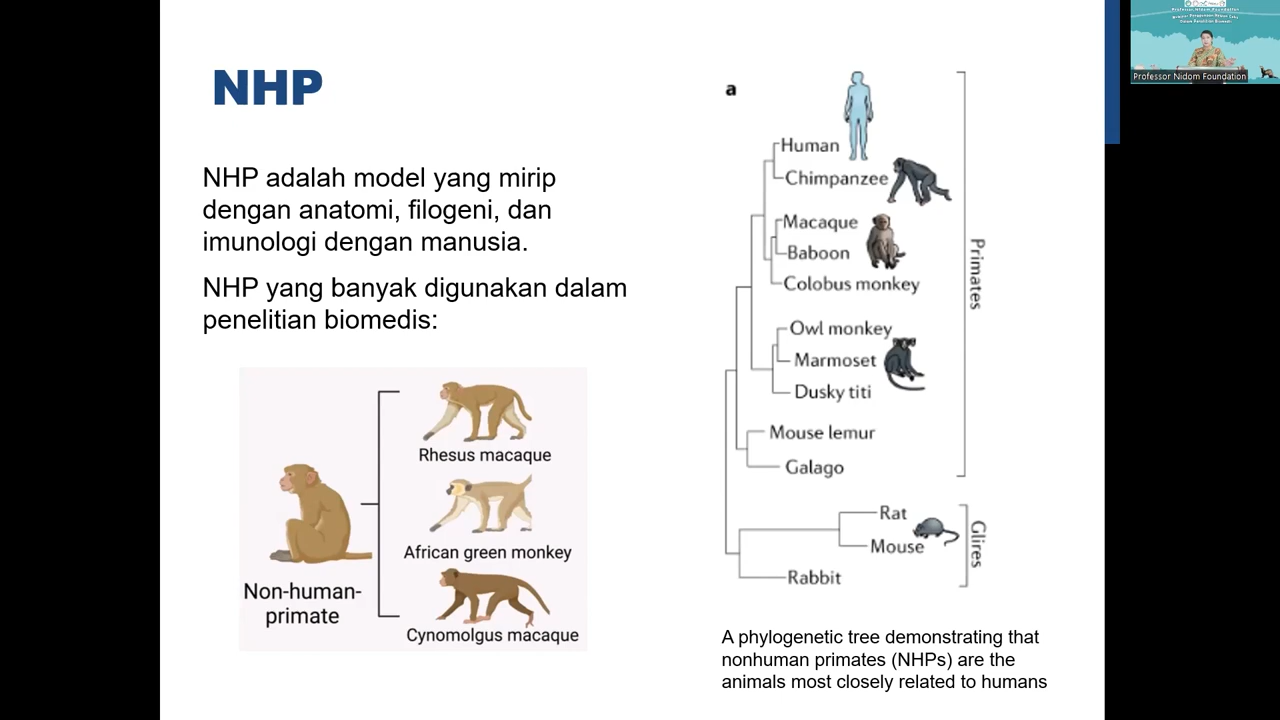 NHP
NHP adalah model yang mirip
dengan anatomi, filogeni, dan
imunologi dengan manusia.
NHP yang banyak digunakan dalam
penelitian biomedis:
Non-human-
primate
Rhesus macaque
African green monkey
Cynomolgus macaque
a
Human
Chimpanzee
Macaque
Baboon
Colobus monkey
Owl monkey
Marmoset
Dusky titi
Mouse lemur
Galago
Primates
Rat
Mouse
Rabbit
Glires
A phylogenetic tree demonstrating that
nonhuman primates (NHPs) are the
animals most closely related to humans
Professor Nidom Foundation
Professor Nidom Foundation